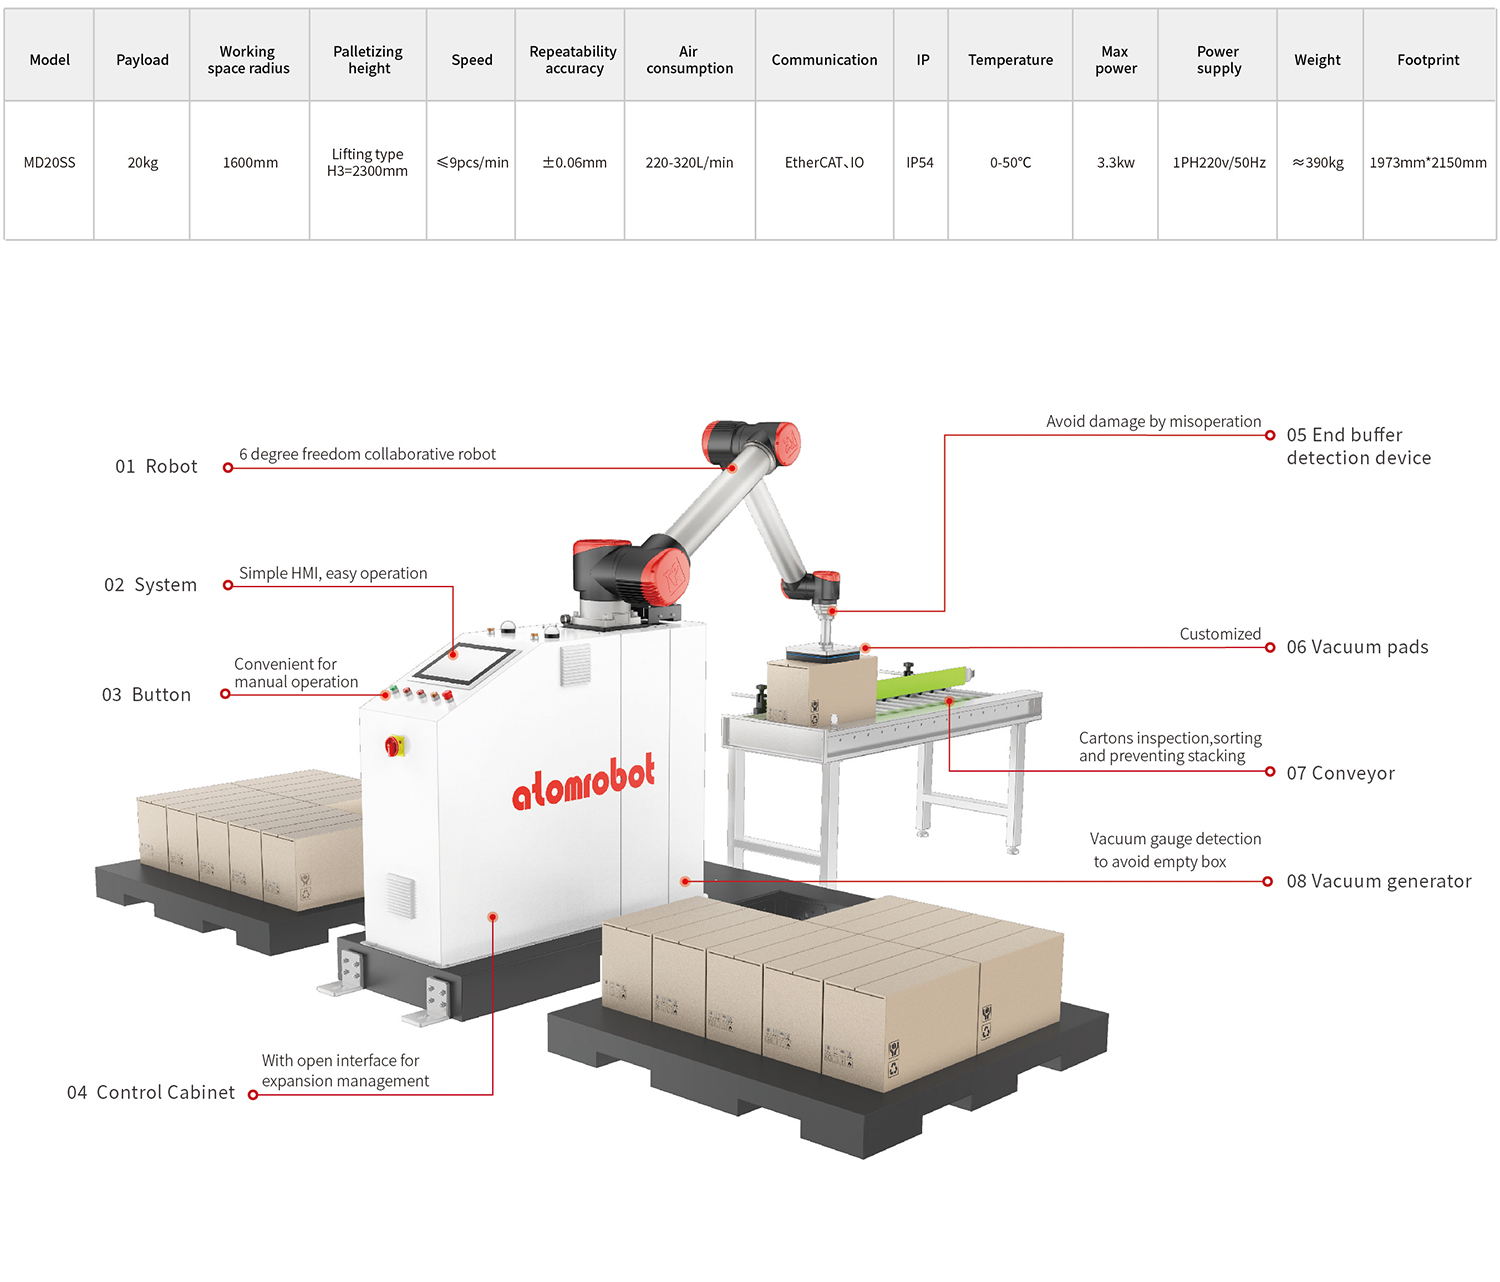 Model
Payload
Working
space radius
Palletizing
height
Speed
Repeatability
accuracy
Air
consumption
Communication
IP
Temperature
Max
power
Power
supply
Weight
Footprint
MD20SS
20kg
1600mm
Lifting type
H3=2300mm
≤9pcs/min
±0.06mm
220-320L/min
EtherCAT、IO
IP54
0-50℃
3.3kw
1PH220v/50Hz
≈390kg
1973mm*2150mm
01 Robot
6 degree freedom collaborative robot
Avoid damage by misoperation
05 End buffer
detection device
02 System
Simple HMI, easy operation
Customized
06 Vacuum pads
03 Button
Convenient for
manual operation
Cartons inspection,sorting
and preventing stacking
07 Conveyor
atomrobot
Vacuum gauge detection
to avoid empty box
08 Vacuum generator
With open interface for
expansion management
04 Control Cabinet